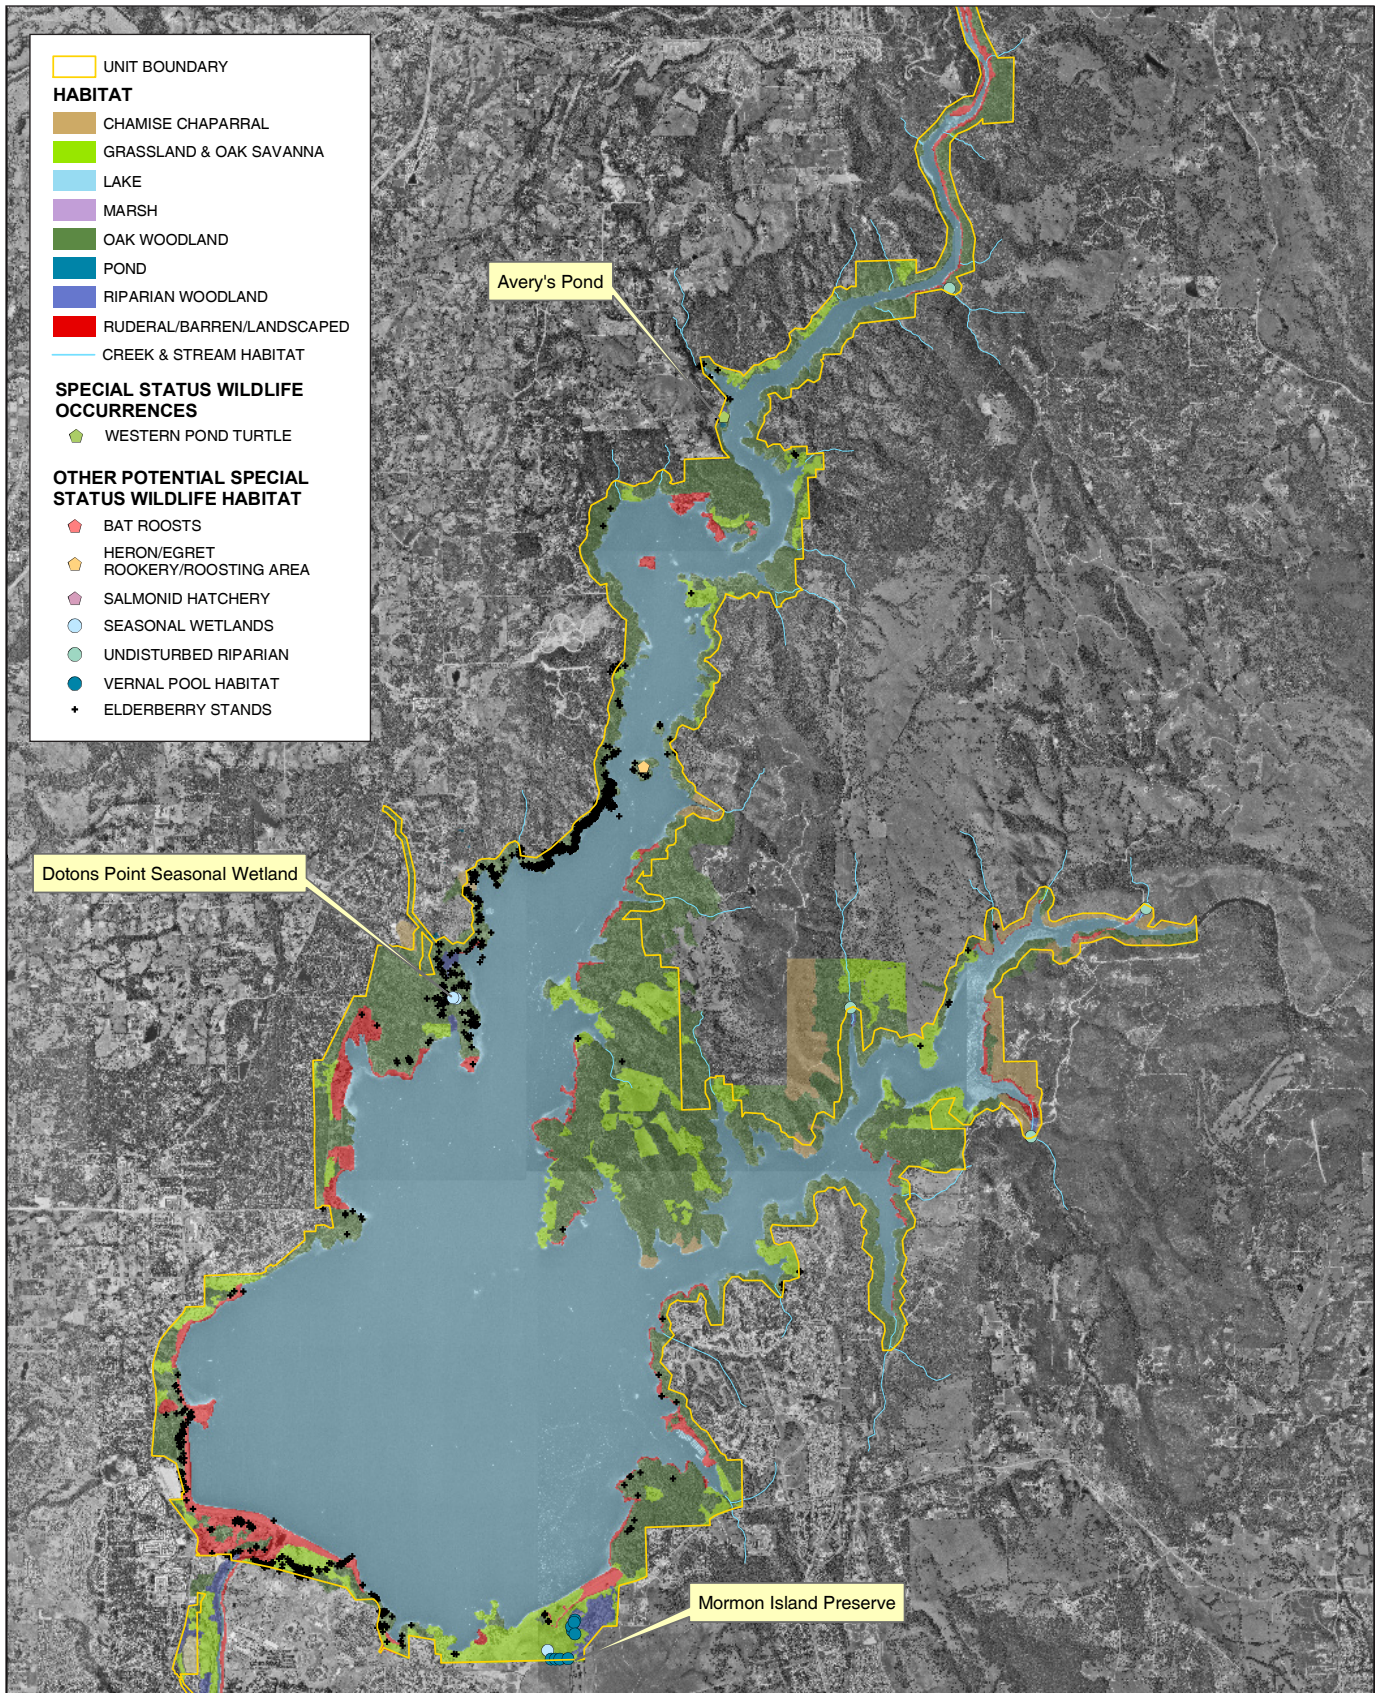 UNIT BOUNDARY
HABITAT
CHAMISE CHAPARRAL
GRASSLAND & OAK SAVANNA
LAKE
MARSH
OAK WOODLAND
POND
RIPARIAN WOODLAND
RUDERAL/BARREN/LANDSCAPED
CREEK & STREAM HABITAT
SPECIAL STATUS WILDLIFE
OCCURRENCES
WESTERN POND TURTLE
OTHER POTENTIAL SPECIAL
STATUS WILDLIFE HABITAT
BAT ROOSTS
HERON/EGRET
ROOKERY/ROOSTING AREA
SALMONID HATCHERY
SEASONAL WETLANDS
UNDISTURBED RIPARIAN
VERNAL POOL HABITAT
ELDERBERRY STANDS
Avery's Pond
Dotons Point Seasonal Wetland
Mormon Island Preserve